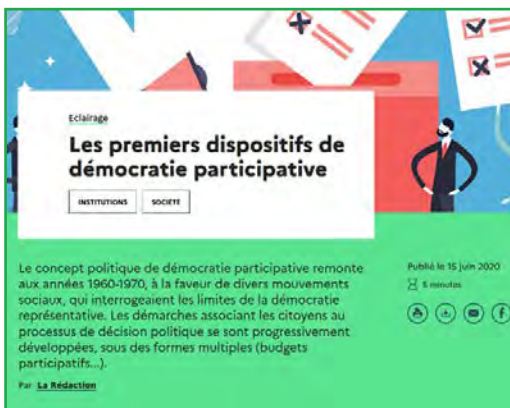 Eclairage
Les premiers dispositifs de
démocratie participative
INSTITUTIONS
SOCIÉTÉ
Le concept politique de démocratie participative remonte
aux années 1960-1970, à la faveur de divers mouvements
sociaux, qui interrogeaient les limites de la démocratie
représentative. Les démarches associant les citoyens au
processus de décision politique se sont progressivement
développées, sous des formes multiples (budgets
participatifs...).
Par La Rédaction
Publié le 15 juin 2020
5 minutes